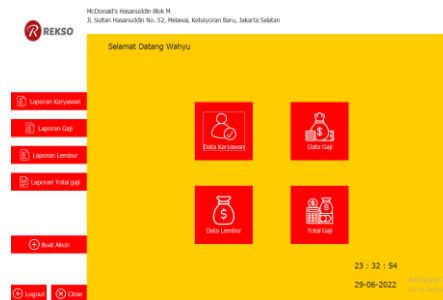 McDonald's Hasanuddin Blok M
Jl. Sultan Hasanuddin No. 52, Melawai, Kebayoran Baru, Jakarta Selatan
R REKSO
Selamat Datang Wahyu
Laporan Karyawan
Laporan Gaji
Laporan Lembur
Laporan Total gaji
Buat Akun
Logout
Close
Data Karyawan
Data Gaji
Data Lembur
Total Gaji
23 : 32 : 54
29-06-2022
Activate